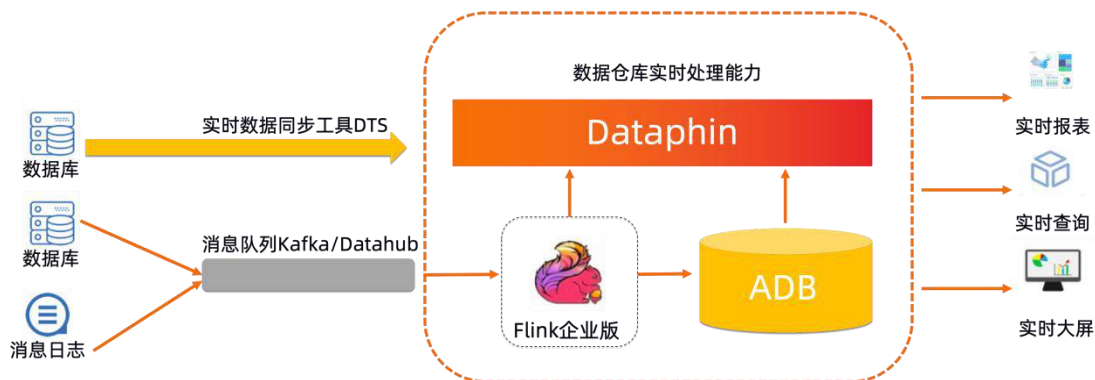 数据仓库实时处理能力
实时数据同步工具DTS
Dataphin
数据库
实时报表
数据库
消息队列Kafka/Datahub
实时查询
ADB
Flink企业版
消息日志
实时大屏